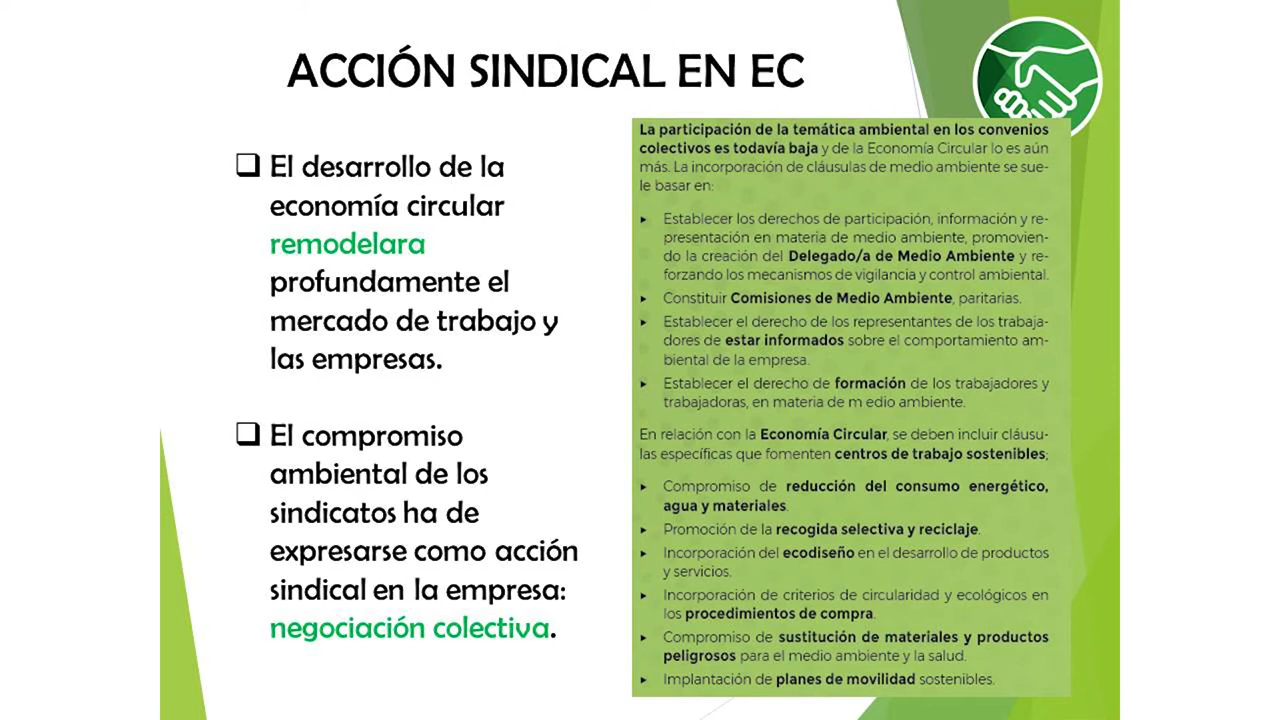 ACCIÓN SINDICAL EN EC
❑ El desarrollo de la
economía circular
remodelara
profundamente el
mercado de trabajo y
las empresas.
❑ El compromiso
ambiental de los
sindicatos ha de
expresarse como acción
sindical en la empresa:
negociación colectiva.
La participación de la temática ambiental en los convenios
colectivos es todavía baja y de la Economía Circular lo es aún
más. La incorporación de cláusulas de medio ambiente se sue-
le basar en:
▸ Establecer los derechos de participación, información y re-
presentación en materia de medio ambiente, promovien-
do la creación del Delegado/a de Medio Ambiente y re-
forzando los mecanismos de vigilancia y control ambiental.
▸ Constituir Comisiones de Medio Ambiente, paritarias.
▸ Establecer el derecho de los representantes de los trabaja-
dores de estar informados sobre el comportamiento am-
biental de la empresa.
▸ Establecer el derecho de formación de los trabajadores y
trabajadoras, en materia de m edio ambiente.
En relación con la Economía Circular, se deben incluir cláusu-
las específicas que fomenten centros de trabajo sostenibles;
▸ Compromiso de reducción del consumo energético,
agua y materiales.
▸ Promoción de la recogida selectiva y reciclaje.
▸ Incorporación del ecodiseño en el desarrollo de productos
y servicios.
▸ Incorporación de criterios de circularidad y ecológicos en
los procedimientos de compra.
▸ Compromiso de sustitución de materiales y productos
peligrosos para el medio ambiente y la salud.
▸ Implantación de planes de movilidad sostenibles.